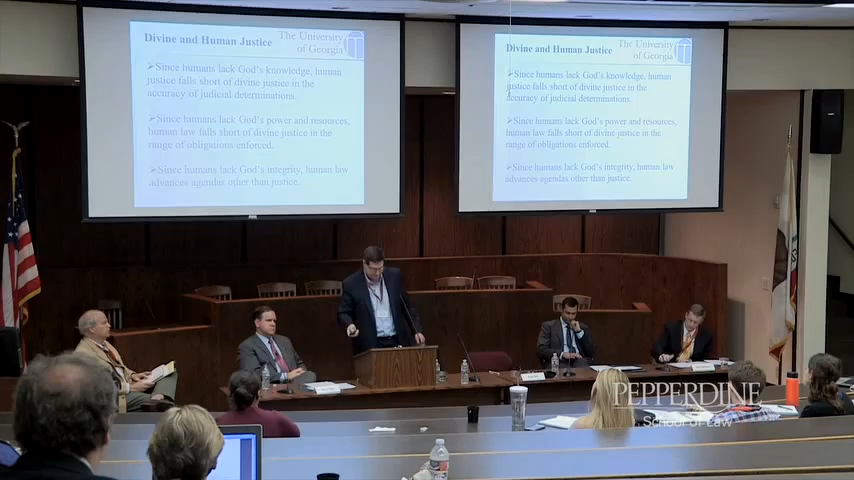 Divine and Human Justice
The University
of Georgia
➢Since humans lack God's knowledge, human
justice falls short of divine justice in the
accuracy of judicial determinations.
➢Since humans lack God's power and resources,
human law falls short of divine justice in the
range of obligations enforced.
➢Since humans lack God's integrity, human law
advances agendas other than justice.
Divine and Human Justice
The University
of Georgia
➢Since humans lack God's knowledge, human
justice falls short of divine justice in the
accuracy of judicial determinations.
➢Since humans lack God's power and resources,
human law falls short of divine justice in the
range of obligations enforced.
➢Since humans lack God's integrity, human law
advances agendas other than justice.
PEPPERDINE
School of Law